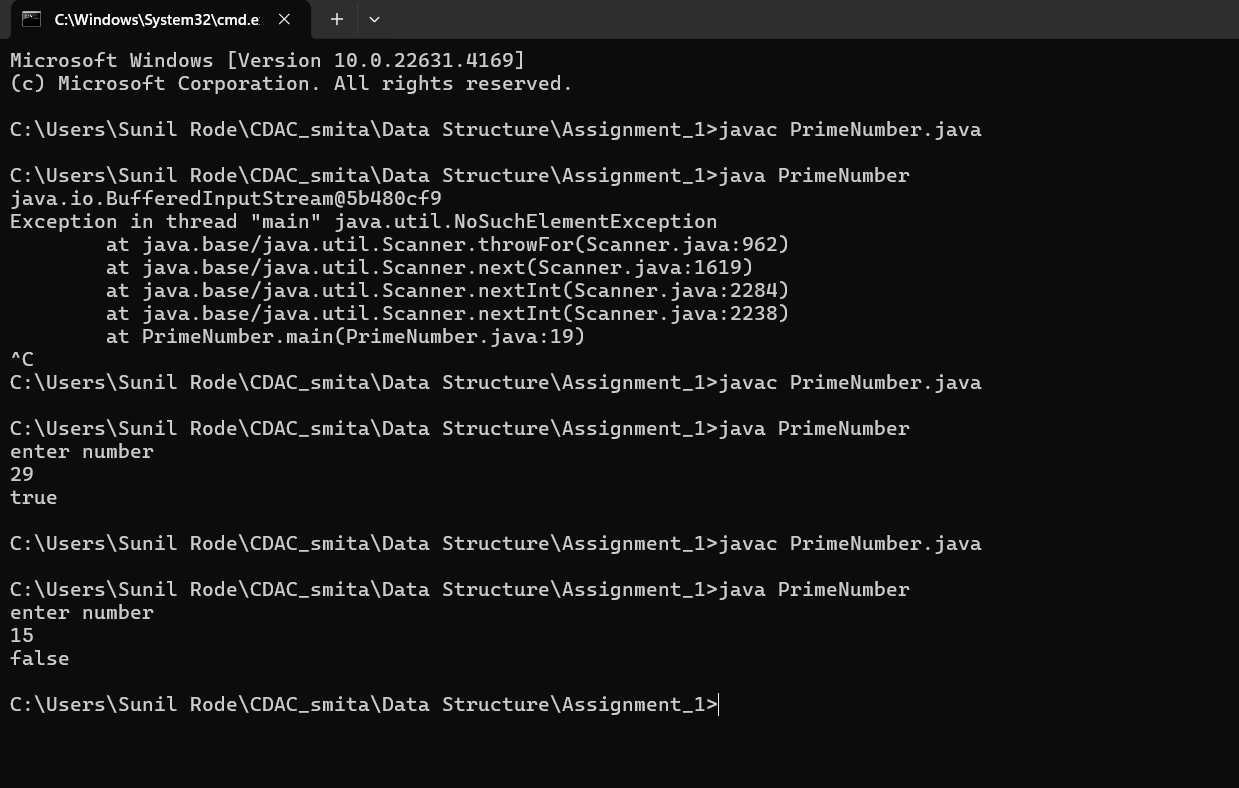 C:\Windows\System32\cmd.e
Microsoft Windows [Version 10.0.22631.4169]
(c) Microsoft Corporation. All rights reserved.
C:\Users\Sunil Rode\CDAC_smita\Data Structure\Assignment_1>javac PrimeNumber.java
C:\Users\Sunil Rode\CDAC_smita\Data Structure\Assignment_1>java PrimeNumber
java.io.BufferedInputStream@5b480cf9
Exception in thread "main" java.util.NoSuchElementException
        at java.base/java.util.Scanner.throwFor(Scanner.java:962)
        at java.base/java.util.Scanner.next(Scanner.java:1619)
        at java.base/java.util.Scanner.nextInt(Scanner.java:2284)
        at java.base/java.util.Scanner.nextInt(Scanner.java:2238)
        at PrimeNumber.main(PrimeNumber.java:19)
^C
C:\Users\Sunil Rode\CDAC_smita\Data Structure\Assignment_1>javac PrimeNumber.java
C:\Users\Sunil Rode\CDAC_smita\Data Structure\Assignment_1>java PrimeNumber
enter number
29
true
C:\Users\Sunil Rode\CDAC_smita\Data Structure\Assignment_1>javac PrimeNumber.java
C:\Users\Sunil Rode\CDAC_smita\Data Structure\Assignment_1>java PrimeNumber
enter number
15
false
C:\Users\Sunil Rode\CDAC_smita\Data Structure\Assignment_1>